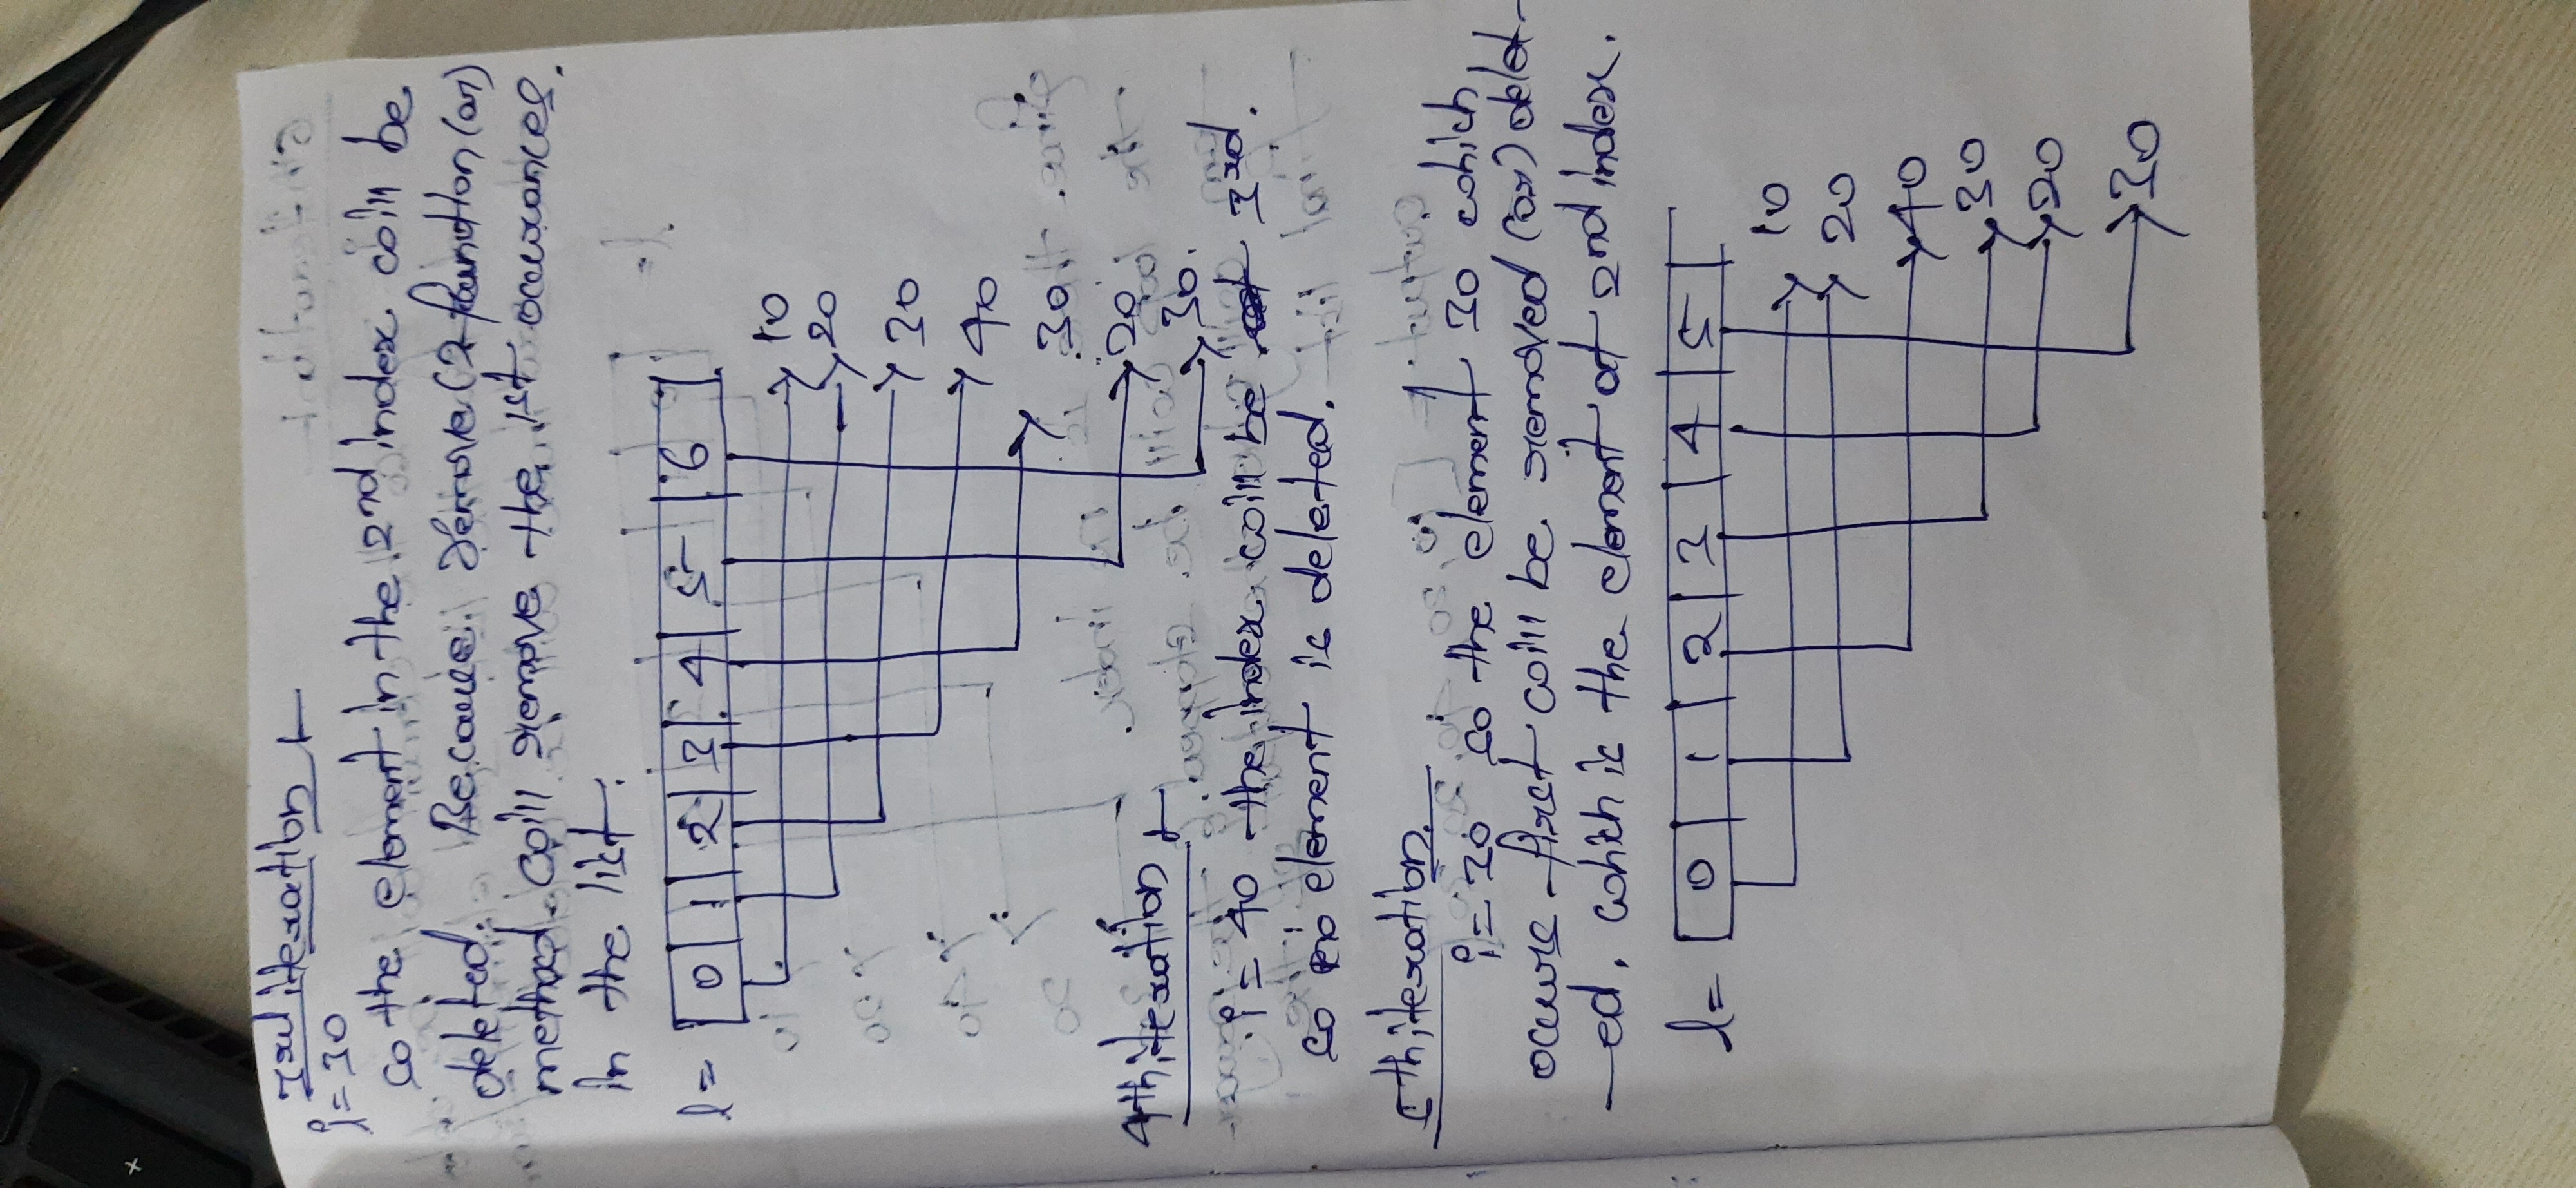 3rd iteration :-
i = 30
so the element in the 2nd index will be
deleted. Because remove() function (or)
method will remove the 1st occurances.
in the list.
l = 0 1 2 3 4 5 6
10
20
30
40
30
20
30.
4th iteration :-
i = 40 the index will be 3rd.
so no element is deleted.
5th iteration.
i = 30 so the element 30 which
occurs first will be removed (or) delet-
-ed. which is the element at 2nd index.
l = 0 1 2 3 4 5
10
20
40
30
20
30